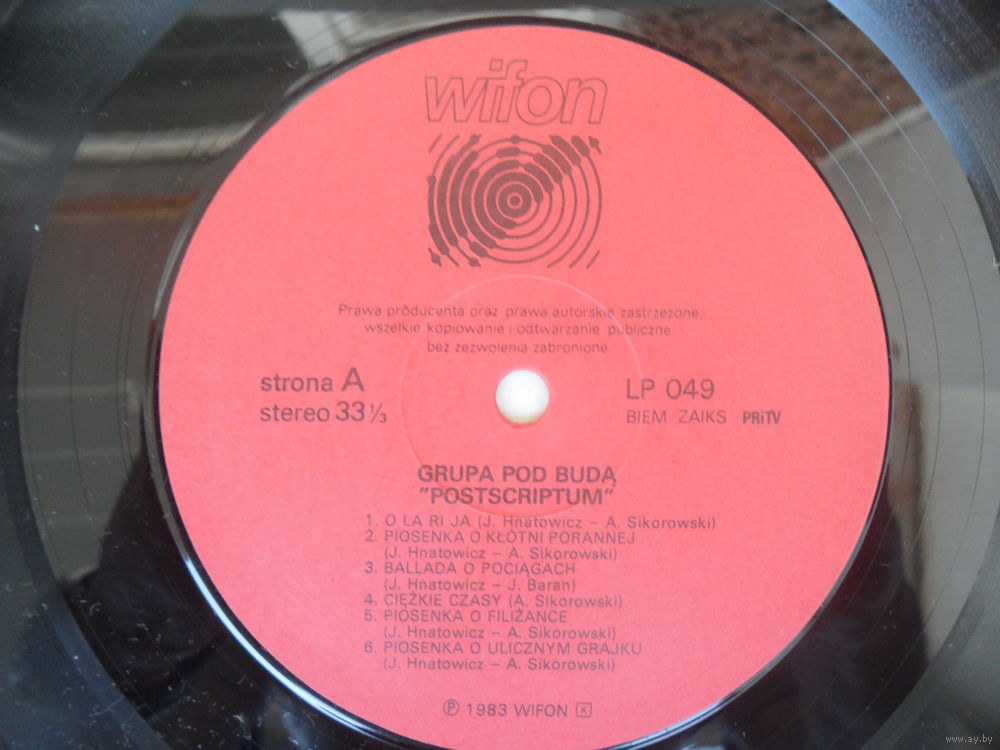 wifon
Prawa producenta oraz prawa autorskie zastrzeżone,
wszelkie kopiowanie i odtwarzanie publiczne
bez zezwolenia zabronione
strona A
stereo 33 ⅓
LP 049
BIEM ZAIKS PRiTV
GRUPA POD BUDĄ
"POSTSCRIPTUM"
1. O LA RI JA (J. Hnatowicz – A. Sikorowski)
2. PIOSENKA O KŁÓTNI PORANNEJ
(J. Hnatowicz – A. Sikorowski)
3. BALLADA O POCIĄGACH
(J. Hnatowicz – J. Baran)
4. CIĘŻKIE CZASY (A. Sikorowski)
5. PIOSENKA O FILIŻANCE
(J. Hnatowicz – A. Sikorowski)
6. PIOSENKA O ULICZNYM GRAJKU
(J. Hnatowicz – A. Sikorowski)
℗ 1983 WIFON K
www.ay.by